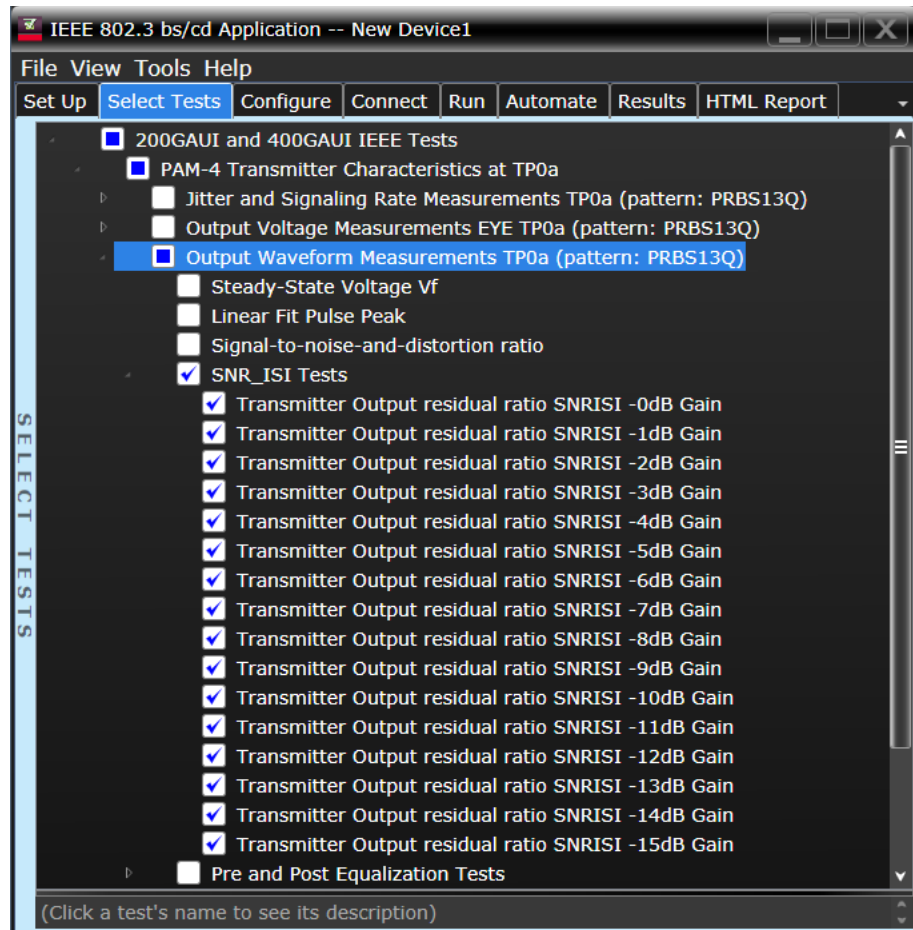 IEEE 802.3 bs/cd Application -- New Device1
File View Tools Help
Set Up Select Tests Configure Connect Run Automate Results HTML Report
200GAUI and 400GAUI IEEE Tests
PAM-4 Transmitter Characteristics at TP0a
Jitter and Signaling Rate Measurements TP0a (pattern: PRBS13Q)
Output Voltage Measurements EYE TP0a (pattern: PRBS13Q)
Output Waveform Measurements TP0a (pattern: PRBS13Q)
Steady-State Voltage Vf
Linear Fit Pulse Peak
Signal-to-noise-and-distortion ratio
SNR_ISI Tests
Transmitter Output residual ratio SNRISI -0dB Gain
Transmitter Output residual ratio SNRISI -1dB Gain
Transmitter Output residual ratio SNRISI -2dB Gain
Transmitter Output residual ratio SNRISI -3dB Gain
Transmitter Output residual ratio SNRISI -4dB Gain
Transmitter Output residual ratio SNRISI -5dB Gain
Transmitter Output residual ratio SNRISI -6dB Gain
Transmitter Output residual ratio SNRISI -7dB Gain
Transmitter Output residual ratio SNRISI -8dB Gain
Transmitter Output residual ratio SNRISI -9dB Gain
Transmitter Output residual ratio SNRISI -10dB Gain
Transmitter Output residual ratio SNRISI -11dB Gain
Transmitter Output residual ratio SNRISI -12dB Gain
Transmitter Output residual ratio SNRISI -13dB Gain
Transmitter Output residual ratio SNRISI -14dB Gain
Transmitter Output residual ratio SNRISI -15dB Gain
Pre and Post Equalization Tests
SELECT TESTS
(Click a test's name to see its description)